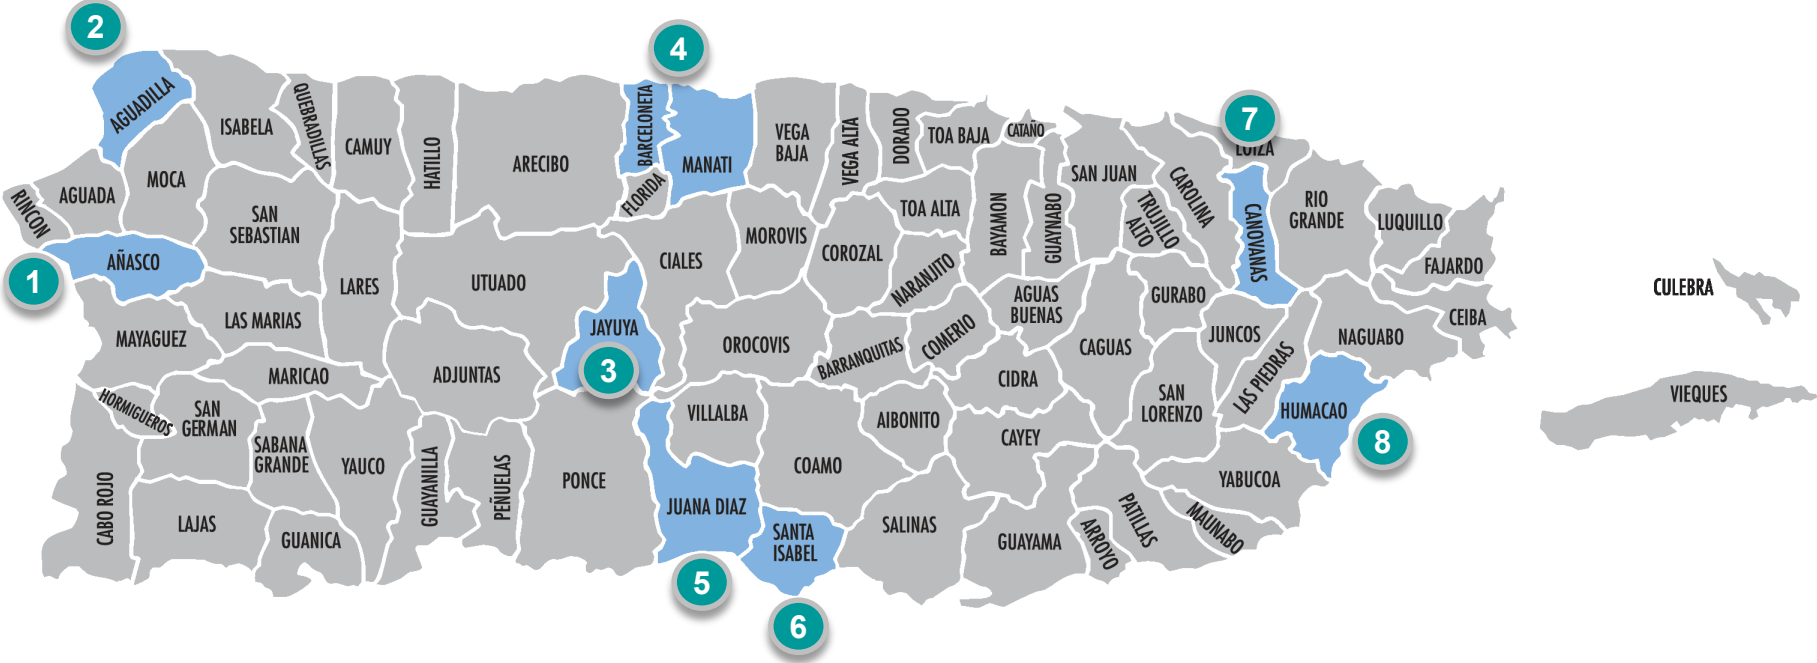 2
4
7
AGUADILLA
ISABELA
QUEBRADILLAS
CAMUY
HATILLO
ARECIBO
BARCELONETA
MANATI
VEGA
BAJA
VEGA ALTA
DORADO
TOA BAJA
CATAÑO
SAN JUAN
CAROLINA
LOIZA
RINCON
AGUADA
MOCA
SAN
SEBASTIAN
FLORIDA
CIALES
MOROVIS
COROZAL
TOA ALTA
NARANJITO
BAYAMON
GUAYNABO
TRUJILLO
ALTO
CANOVANAS
RIO
GRANDE
LUQUILLO
FAJARDO
CEIBA
CULEBRA
1
AÑASCO
LARES
UTUADO
JAYUYA
3
MAYAGUEZ
LAS MARIAS
MARICAO
ADJUNTAS
OROCOVIS
BARRANQUITAS
COMERIO
AGUAS
BUENAS
CIDRA
CAGUAS
GURABO
JUNCOS
LAS PIEDRAS
NAGUABO
HUMACAO
8
VIEQUES
HORMIGUEROS
SAN
GERMAN
SABANA
GRANDE
YAUCO
GUAYANILLA
PEÑUELAS
PONCE
VILLALBA
JUANA DIAZ
COAMO
AIBONITO
CAYEY
SAN
LORENZO
YABUCOA
CABO ROJO
LAJAS
GUANICA
SANTA
ISABEL
SALINAS
GUAYAMA
ARROYO
PATILLAS
MAUNABO
5
6